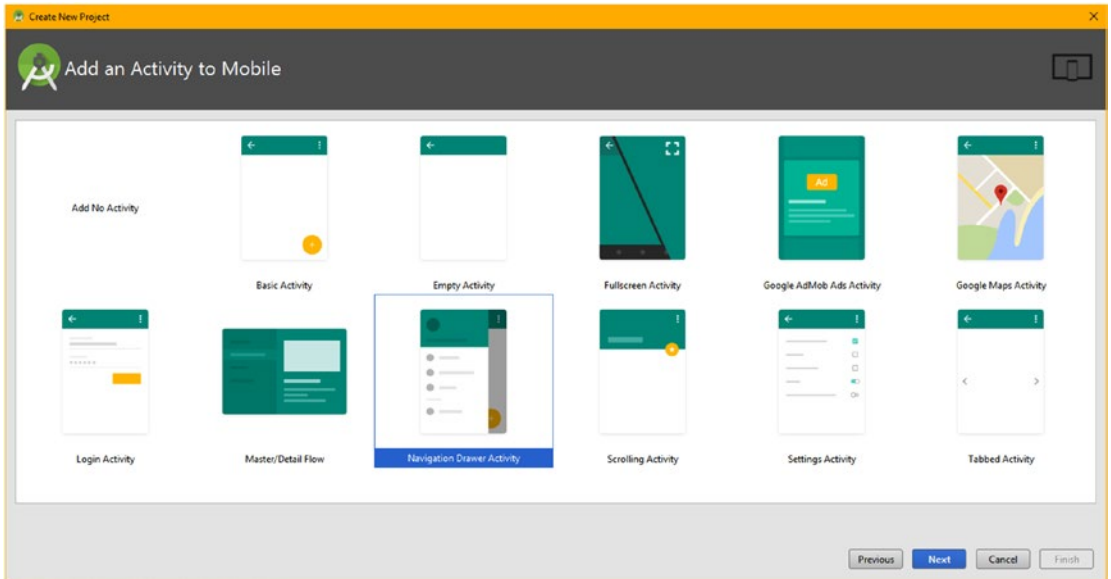 Create New Project
Add an Activity to Mobile
Add No Activity
Basic Activity
Empty Activity
Fullscreen Activity
Ad
Google AdMob Ads Activity
Google Maps Activity
Login Activity
Master/Detail Flow
Navigation Drawer Activity
Scrolling Activity
Settings Activity
Tabbed Activity
Previous
Next
Cancel
Finish